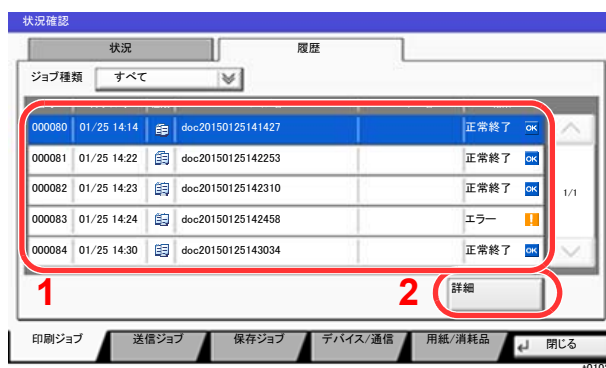 状況確認
状況 履歴
ジョブ種類 すべて
000080 01/25 14:14 doc20150125141427 正常終了 OK
000081 01/25 14:22 doc20150125142253 正常終了 OK
000082 01/25 14:23 doc20150125142310 正常終了 OK
1/1
000083 01/25 14:24 doc20150125142458 エラー !
000084 01/25 14:30 doc20150125143034 正常終了 OK
1 2 詳細
印刷ジョブ 送信ジョブ 保存ジョブ デバイス/通信 用紙/消耗品 閉じる